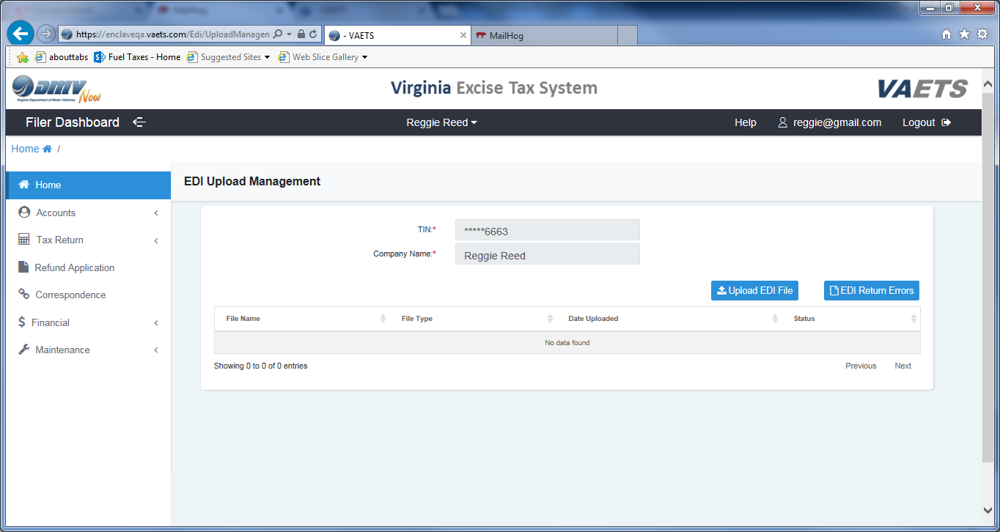 https://enclaveqa.vaets.com/Edi/UploadManagen
- VAETS
MailHog
abouttabs
Fuel Taxes - Home
Suggested Sites
Web Slice Gallery
DMV Now
Virginia Department of Motor Vehicles
Virginia Excise Tax System
VAETS
Filer Dashboard
Reggie Reed
Help
reggie@gmail.com
Logout
Home /
Home
Accounts
Tax Return
Refund Application
Correspondence
Financial
Maintenance
EDI Upload Management
TIN:*
*****6663
Company Name:*
Reggie Reed
Upload EDI File
EDI Return Errors
File Name
File Type
Date Uploaded
Status
No data found
Showing 0 to 0 of 0 entries
Previous
Next